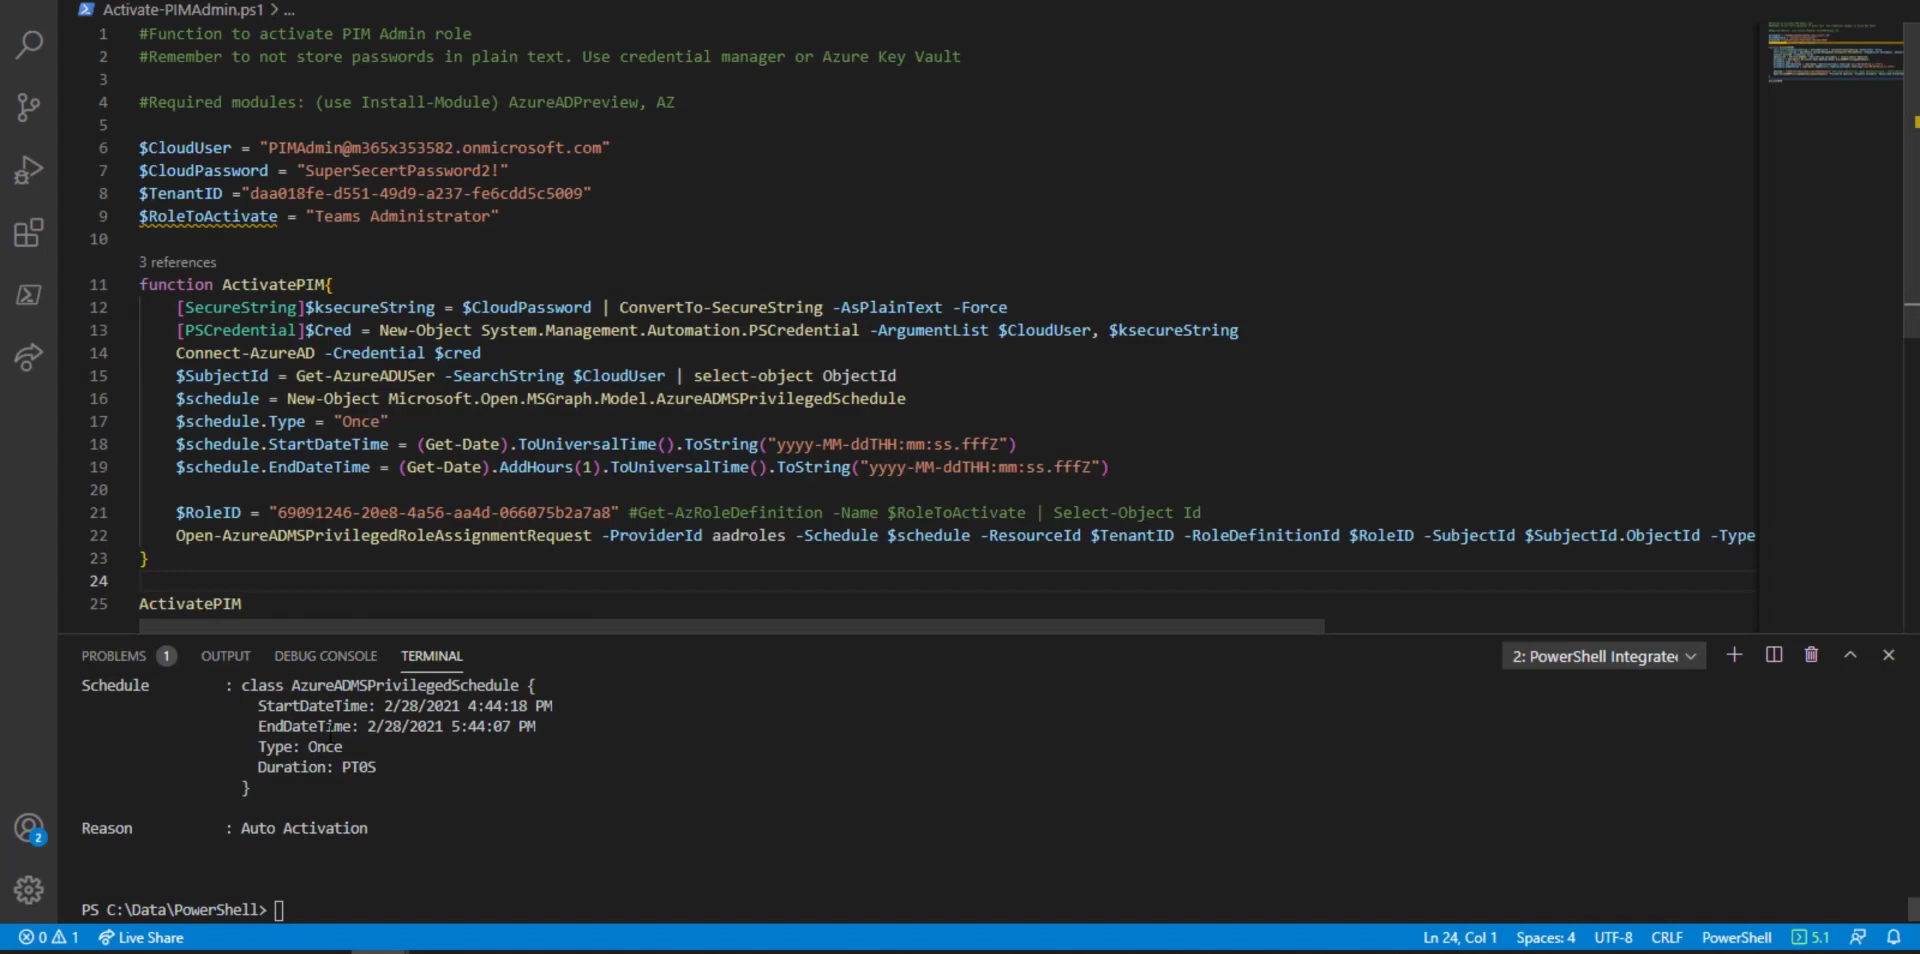 Activate-PIMAdmin.ps1 > ...
1 #Function to activate PIM Admin role
2 #Remember to not store passwords in plain text. Use credential manager or Azure Key Vault
3
4 #Required modules: (use Install-Module) AzureADPreview, AZ
5
6 $CloudUser = "PIMAdmin@m365x353582.onmicrosoft.com"
7 $CloudPassword = "SuperSecertPassword2!"
8 $TenantID ="daa018fe-d551-49d9-a237-fe6cdd5c5009"
9 $RoleToActivate = "Teams Administrator"
10
3 references
11 function ActivatePIM{
12 [SecureString]$ksecureString = $CloudPassword | ConvertTo-SecureString -AsPlainText -Force
13 [PSCredential]$Cred = New-Object System.Management.Automation.PSCredential -ArgumentList $CloudUser, $ksecureString
14 Connect-AzureAD -Credential $cred
15 $SubjectId = Get-AzureADUSer -SearchString $CloudUser | select-object ObjectId
16 $schedule = New-Object Microsoft.Open.MSGraph.Model.AzureADMSPrivilegedSchedule
17 $schedule.Type = "Once"
18 $schedule.StartDateTime = (Get-Date).ToUniversalTime().ToString("yyyy-MM-ddTHH:mm:ss.fffZ")
19 $schedule.EndDateTime = (Get-Date).AddHours(1).ToUniversalTime().ToString("yyyy-MM-ddTHH:mm:ss.fffZ")
20
21 $RoleID = "69091246-20e8-4a56-aa4d-066075b2a7a8" #Get-AzRoleDefinition -Name $RoleToActivate | Select-Object Id
22 Open-AzureADMSPrivilegedRoleAssignmentRequest -ProviderId aadroles -Schedule $schedule -ResourceId $TenantID -RoleDefinitionId $RoleID -SubjectId $SubjectId.ObjectId -Type
23 }
24
25 ActivatePIM
PROBLEMS 1 OUTPUT DEBUG CONSOLE TERMINAL 2: PowerShell Integrate
Schedule : class AzureADMSPrivilegedSchedule {
StartDateTime: 2/28/2021 4:44:18 PM
EndDateTime: 2/28/2021 5:44:07 PM
Type: Once
Duration: PT0S
}
Reason : Auto Activation
2
PS C:\Data\PowerShell>
0 1 Live Share Ln 24, Col 1 Spaces: 4 UTF-8 CRLF PowerShell 5.1